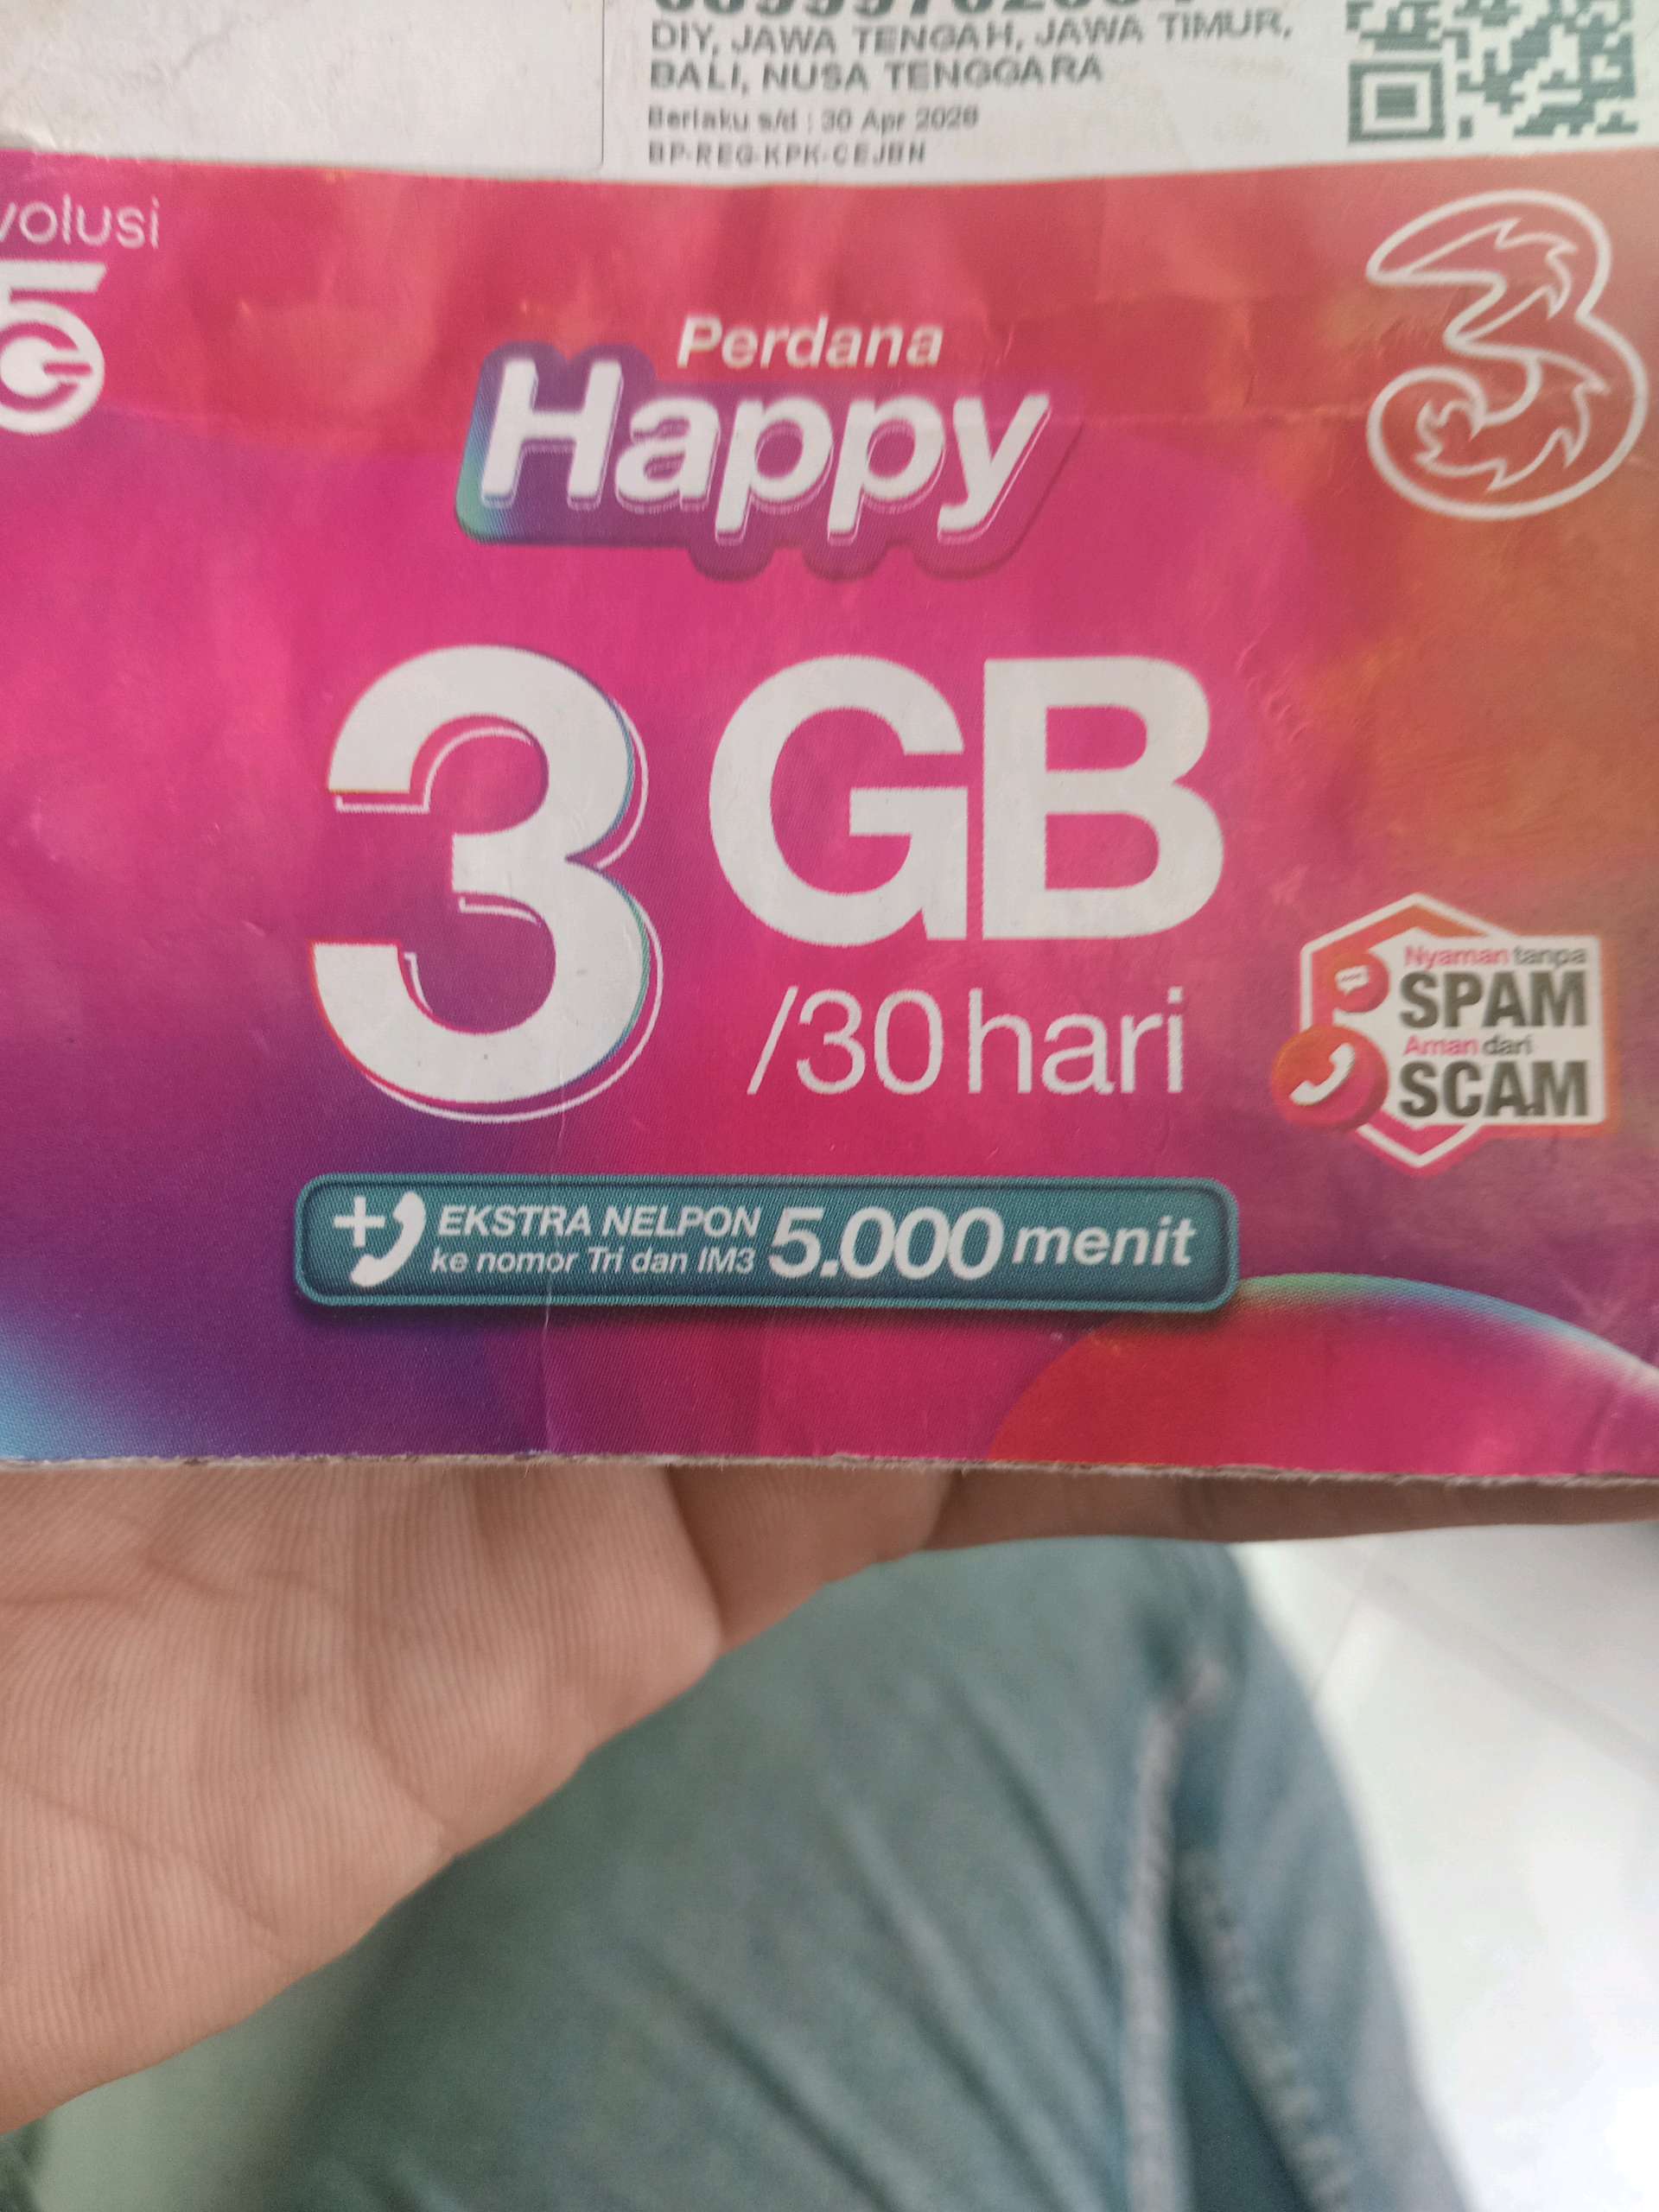 DIY, JAWA TENGAH, JAWA TIMUR,
BALI, NUSA TENGGARA
Berlaku s/d : 30 Apr 2026
BP-REG-KPK-CEJBN
volusi
5G
3
Perdana
Happy
3 GB
/30 hari
Nyaman tanpa
SPAM
Aman dari
SCAM
+ EKSTRA NELPON
ke nomor Tri dan IM3
5.000 menit